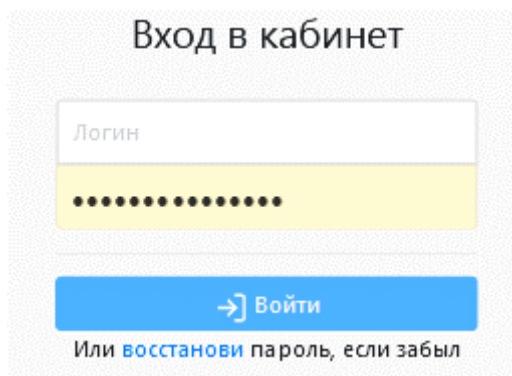 Вход в кабинет
Логин
•••••••••••••••
Войти
Или восстанови пароль, если забыл